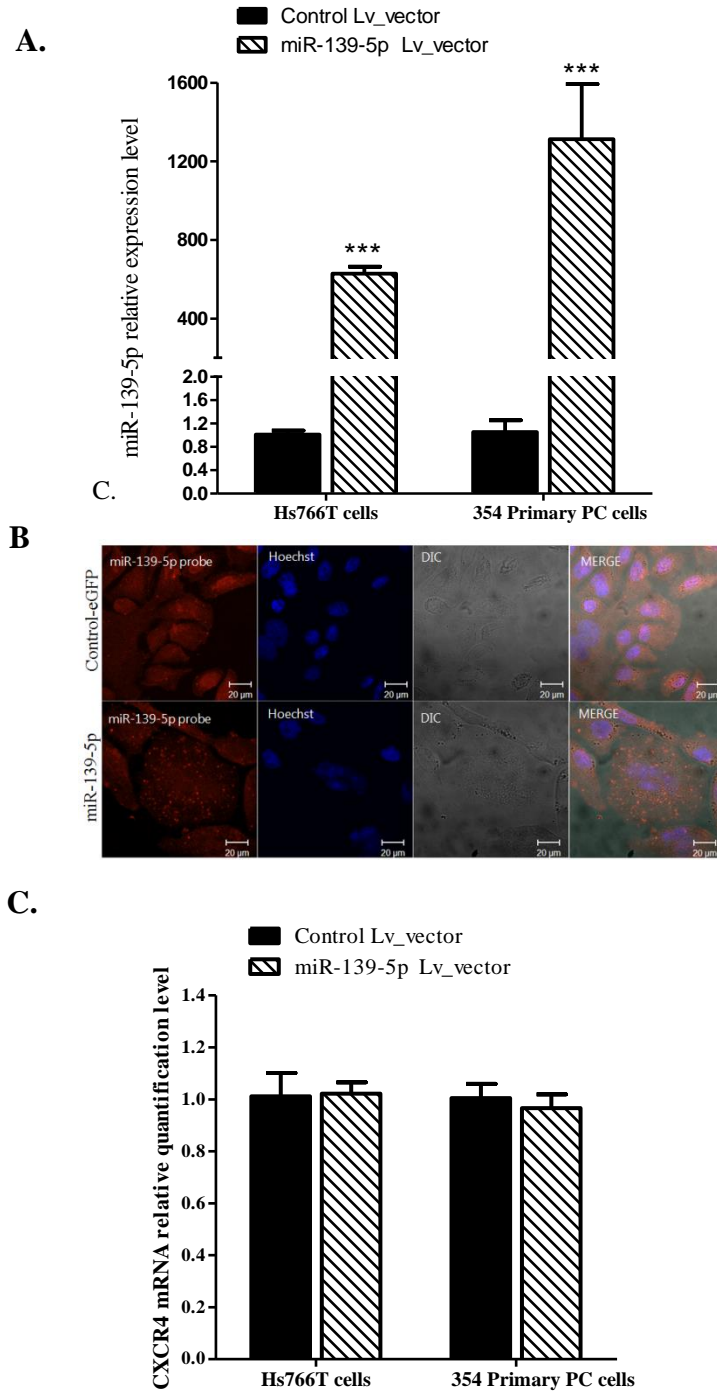 A.
Control Lv_vector
miR-139-5p Lv_vector
miR-139-5p relative expression level
1600
1200
800
400
2.0
1.6
1.2
0.8
0.4
0.0
***
***
C.
Hs766T cells
354 Primary PC cells
B
Control-eGFP
miR-139-5p probe
Hoechst
DIC
MERGE
20 µm
20 µm
20 µm
20 µm
miR-139-5p
miR-139-5p probe
Hoechst
DIC
MERGE
20 µm
20 µm
20 µm
20 µm
C.
Control Lv_vector
miR-139-5p Lv_vector
CXCR4 mRNA relative quantification level
1.4
1.2
1.0
0.8
0.6
0.4
0.2
0.0
Hs766T cells
354 Primary PC cells